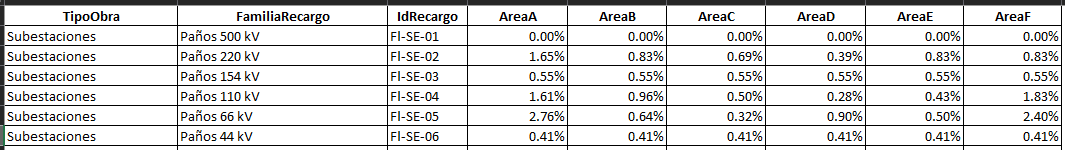 TipoObra FamiliaRecargo IdRecargo AreaA AreaB AreaC AreaD AreaE AreaF
Subestaciones Paños 500 kV Fl-SE-01 0.00% 0.00% 0.00% 0.00% 0.00% 0.00%
Subestaciones Paños 220 kV Fl-SE-02 1.65% 0.83% 0.69% 0.39% 0.83% 0.83%
Subestaciones Paños 154 kV Fl-SE-03 0.55% 0.55% 0.55% 0.55% 0.55% 0.55%
Subestaciones Paños 110 kV Fl-SE-04 1.61% 0.96% 0.50% 0.28% 0.43% 1.83%
Subestaciones Paños 66 kV Fl-SE-05 2.76% 0.64% 0.32% 0.90% 0.50% 2.40%
Subestaciones Paños 44 kV Fl-SE-06 0.41% 0.41% 0.41% 0.41% 0.41% 0.41%